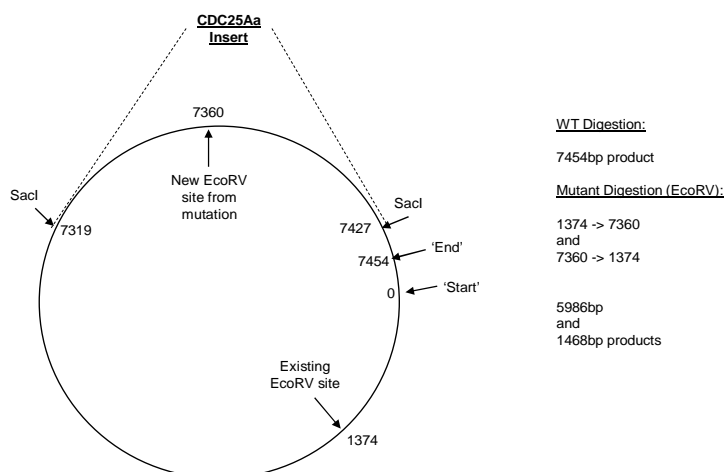 CDC25Aa
Insert
7360
New EcoRV
site from
mutation
SacI
7319
SacI
7427
'End'
7454
0
'Start'
Existing
EcoRV site
1374
WT Digestion:
7454bp product
Mutant Digestion (EcoRV):
1374 -> 7360
and
7360 -> 1374
5986bp
and
1468bp products